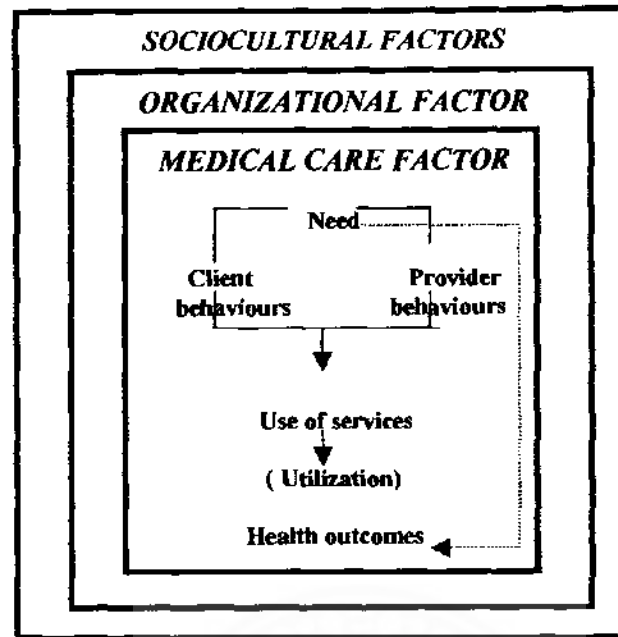 SOCIOCULTURAL FACTORS
ORGANIZATIONAL FACTOR
MEDICAL CARE FACTOR
Need
Client Provider
behaviours behaviours
Use of services
( Utilization)
Health outcomes